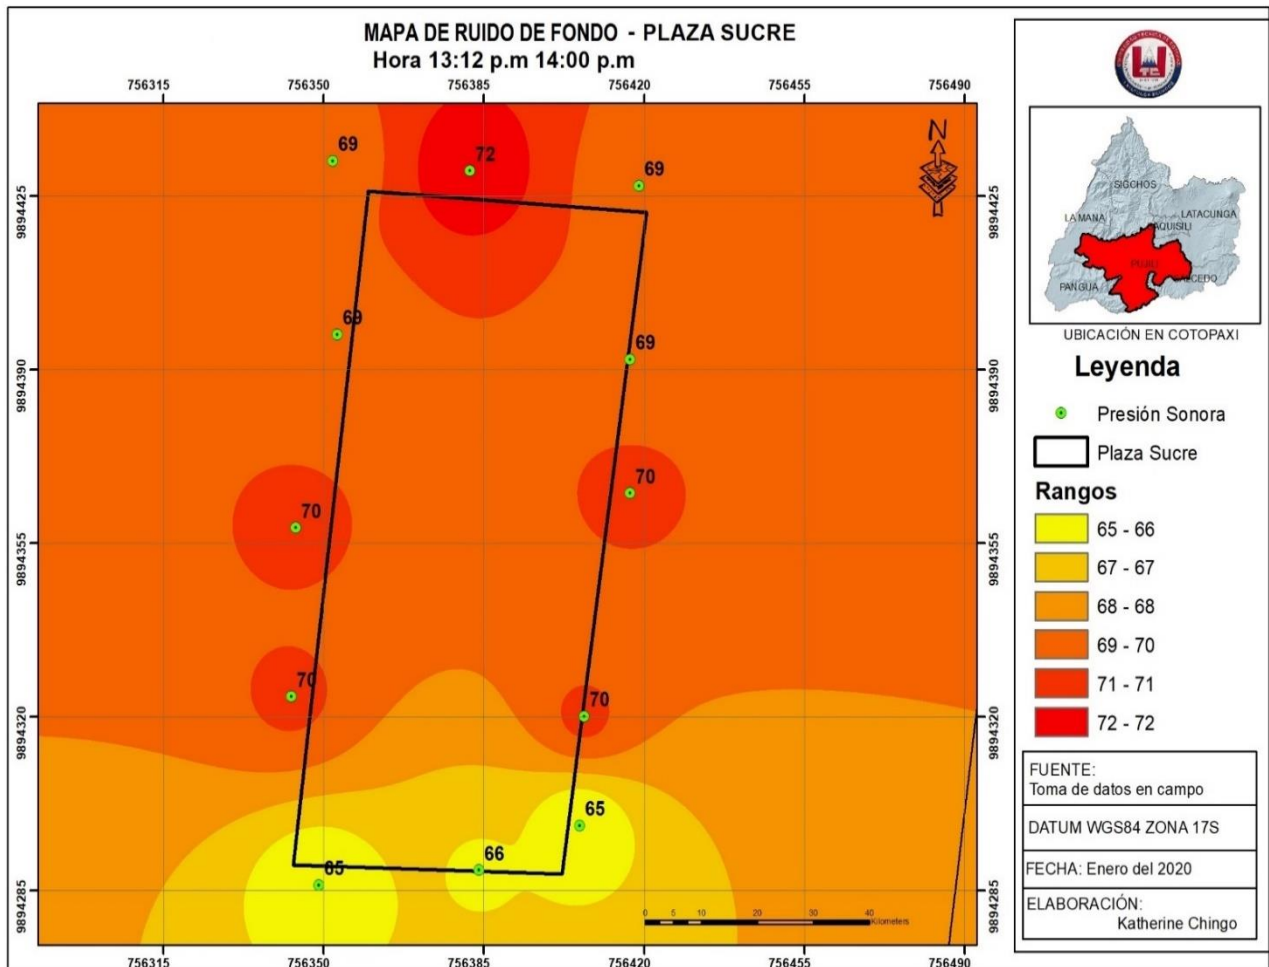 MAPA DE RUIDO DE FONDO - PLAZA SUCRE
Hora 13:12 p.m 14:00 p.m
756315 756350 756385 756420 756455 756490
9894425 9894390 9894355 9894320 9894285
N
69
72
69
69
69
70
70
70
70
65
66
65
0 5 10 20 30 40
Kilometers
9894425 9894390 9894355 9894320 9894285
756315 756350 756385 756420 756455 756490
SIGCHOS
LA MANA
LATACUNGA
AQUISILI
PUJILI
PANGUA
UBICACIÓN EN COTOPAXI
Leyenda
Presión Sonora
Plaza Sucre
Rangos
65 - 66
67 - 67
68 - 68
69 - 70
71 - 71
72 - 72
FUENTE:
Toma de datos en campo
DATUM WGS84 ZONA 17S
FECHA: Enero del 2020
ELABORACIÓN:
Katherine Chingo